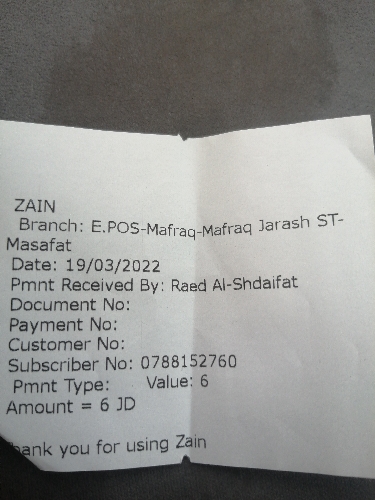 ZAIN
Branch: E.POS-Mafraq-Mafraq Jarash ST-
Masafat
Date: 19/03/2022
Pmnt Received By: Raed Al-Shdaifat
Document No:
Payment No:
Customer No:
Subscriber No: 0788152760
Pmnt Type: Value: 6
Amount = 6 JD
hank you for using Zain